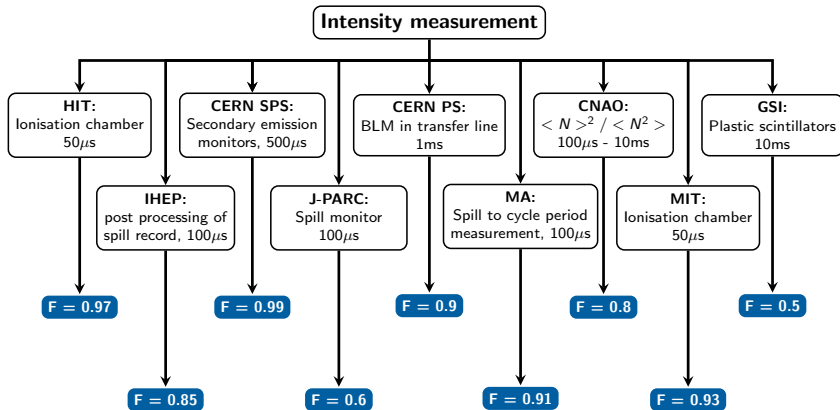 Intensity measurement
HIT:
Ionisation chamber
50μs
CERN SPS:
Secondary emission
monitors, 500μs
CERN PS:
BLM in transfer line
1ms
CNAO:
< N >² / < N² >
100μs - 10ms
GSI:
Plastic scintillators
10ms
IHEP:
post processing of
spill record, 100μs
J-PARC:
Spill monitor
100μs
MA:
Spill to cycle period
measurement, 100μs
MIT:
Ionisation chamber
50μs
F = 0.97
F = 0.99
F = 0.9
F = 0.8
F = 0.5
F = 0.85
F = 0.6
F = 0.91
F = 0.93